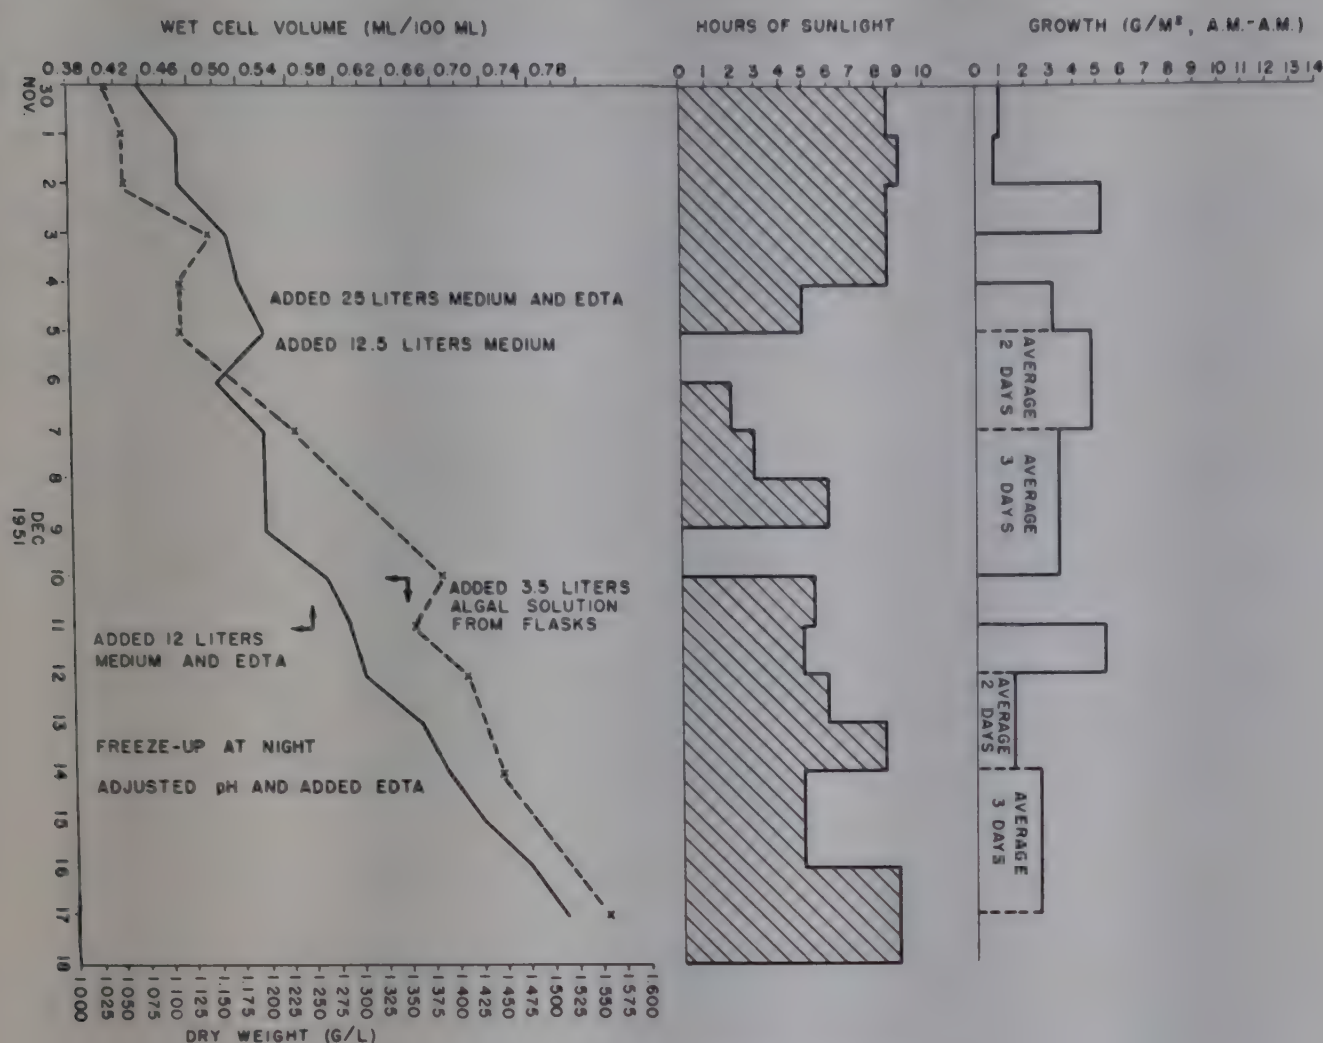 WET CELL VOLUME (ML/100 ML)
0.38 0.42 0.46 0.50 0.54 0.58 0.62 0.66 0.70 0.74 0.78
HOURS OF SUNLIGHT
0 1 2 3 4 5 6 7 8 9 10
GROWTH (G/M², A.M.-A.M.)
0 1 2 3 4 5 6 7 8 9 10 11 12 13 14
NOV.
30
1
2
3
4
5
6
7
8
9
10
11
12
13
14
15
16
17
18
DEC
1951
ADDED 25 LITERS MEDIUM AND EDTA
ADDED 12.5 LITERS MEDIUM
ADDED 3.5 LITERS
ALGAL SOLUTION
FROM FLASKS
ADDED 12 LITERS
MEDIUM AND EDTA
FREEZE-UP AT NIGHT
ADJUSTED pH AND ADDED EDTA
AVERAGE
2 DAYS
AVERAGE
3 DAYS
AVERAGE
2 DAYS
AVERAGE
3 DAYS
1.000 1.025 1.050 1.075 1.100 1.125 1.150 1.175 1.200 1.225 1.250 1.275 1.300 1.325 1.350 1.375 1.400 1.425 1.450 1.475 1.500 1.525 1.550 1.575 1.600
DRY WEIGHT (G/L)